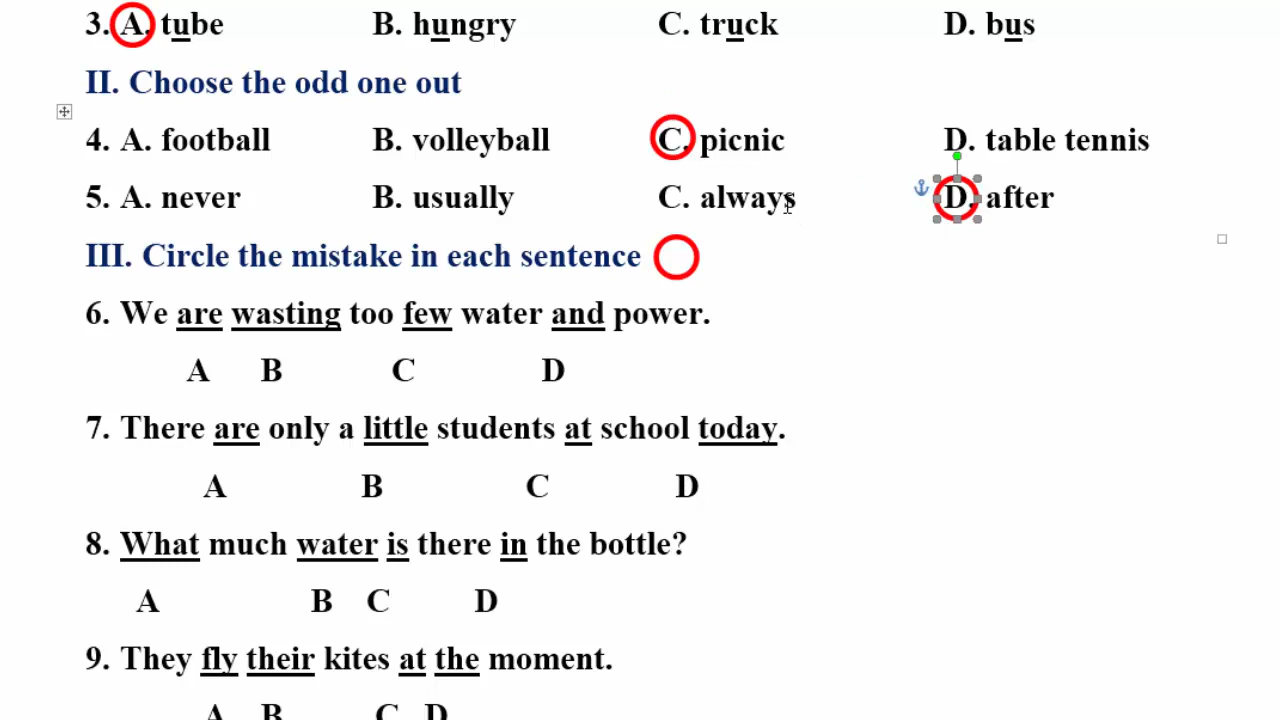 3. A. tube B. hungry C. truck D. bus
II. Choose the odd one out
4. A. football B. volleyball C. picnic D. table tennis
5. A. never B. usually C. always D. after
III. Circle the mistake in each sentence
6. We are wasting too few water and power.
A B C D
7. There are only a little students at school today.
A B C D
8. What much water is there in the bottle?
A B C D
9. They fly their kites at the moment.
A B C D